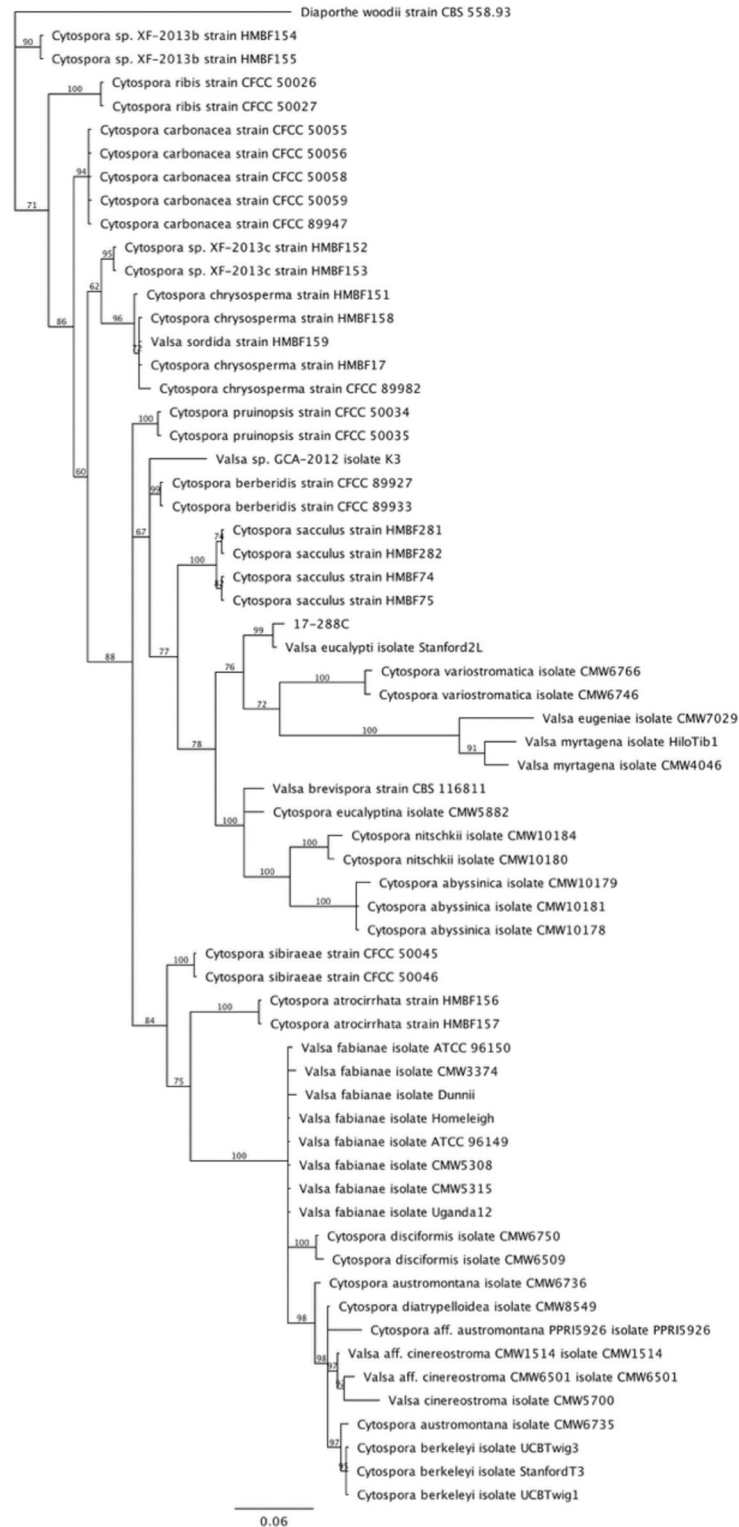 Diaporthe woodii strain CBS 558.93
Cytospora sp. XF-2013b strain HMBF154
90
Cytospora sp. XF-2013b strain HMBF155
Cytospora ribis strain CFCC 50026
100
Cytospora ribis strain CFCC 50027
Cytospora carbonacea strain CFCC 50055
Cytospora carbonacea strain CFCC 50056
94
Cytospora carbonacea strain CFCC 50058
Cytospora carbonacea strain CFCC 50059
71
Cytospora carbonacea strain CFCC 89947
Cytospora sp. XF-2013c strain HMBF152
95
Cytospora sp. XF-2013c strain HMBF153
62
Cytospora chrysosperma strain HMBF151
86
96
Cytospora chrysosperma strain HMBF158
Valsa sordida strain HMBF159
Cytospora chrysosperma strain HMBF17
Cytospora chrysosperma strain CFCC 89982
Cytospora pruinopsis strain CFCC 50034
100
Cytospora pruinopsis strain CFCC 50035
Valsa sp. GCA-2012 isolate K3
60
Cytospora berberidis strain CFCC 89927
99
Cytospora berberidis strain CFCC 89933
67
Cytospora sacculus strain HMBF281
74
Cytospora sacculus strain HMBF282
100
Cytospora sacculus strain HMBF74
Cytospora sacculus strain HMBF75
17-288C
99
Valsa eucalypti isolate Stanford2L
77
88
76
Cytospora variostromatica isolate CMW6766
100
Cytospora variostromatica isolate CMW6746
72
Valsa eugeniae isolate CMW7029
100
Valsa myrtagena isolate HiloTib1
91
78
Valsa myrtagena isolate CMW4046
Valsa brevispora strain CBS 116811
Cytospora eucalyptina isolate CMW5882
100
Cytospora nitschkii isolate CMW10184
100
Cytospora nitschkii isolate CMW10180
100
Cytospora abyssinica isolate CMW10179
100
Cytospora abyssinica isolate CMW10181
Cytospora abyssinica isolate CMW10178
Cytospora sibiraeae strain CFCC 50045
100
Cytospora sibiraeae strain CFCC 50046
Cytospora atrocirrhata strain HMBF156
100
84
Cytospora atrocirrhata strain HMBF157
Valsa fabianae isolate ATCC 96150
Valsa fabianae isolate CMW3374
75
Valsa fabianae isolate Dunnii
Valsa fabianae isolate Homeleigh
Valsa fabianae isolate ATCC 96149
100
Valsa fabianae isolate CMW5308
Valsa fabianae isolate CMW5315
Valsa fabianae isolate Uganda12
Cytospora disciformis isolate CMW6750
100
Cytospora disciformis isolate CMW6509
Cytospora austromontana isolate CMW6736
Cytospora diatrypelloidea isolate CMW8549
98
Cytospora aff. austromontana PPRI5926 isolate PPRI5926
Valsa aff. cinereostroma CMW1514 isolate CMW1514
98
97
Valsa aff. cinereostroma CMW6501 isolate CMW6501
Valsa cinereostroma isolate CMW5700
Cytospora austromontana isolate CMW6735
97
Cytospora berkeleyi isolate UCBTwig3
Cytospora berkeleyi isolate StanfordT3
Cytospora berkeleyi isolate UCBTwig1
0.06